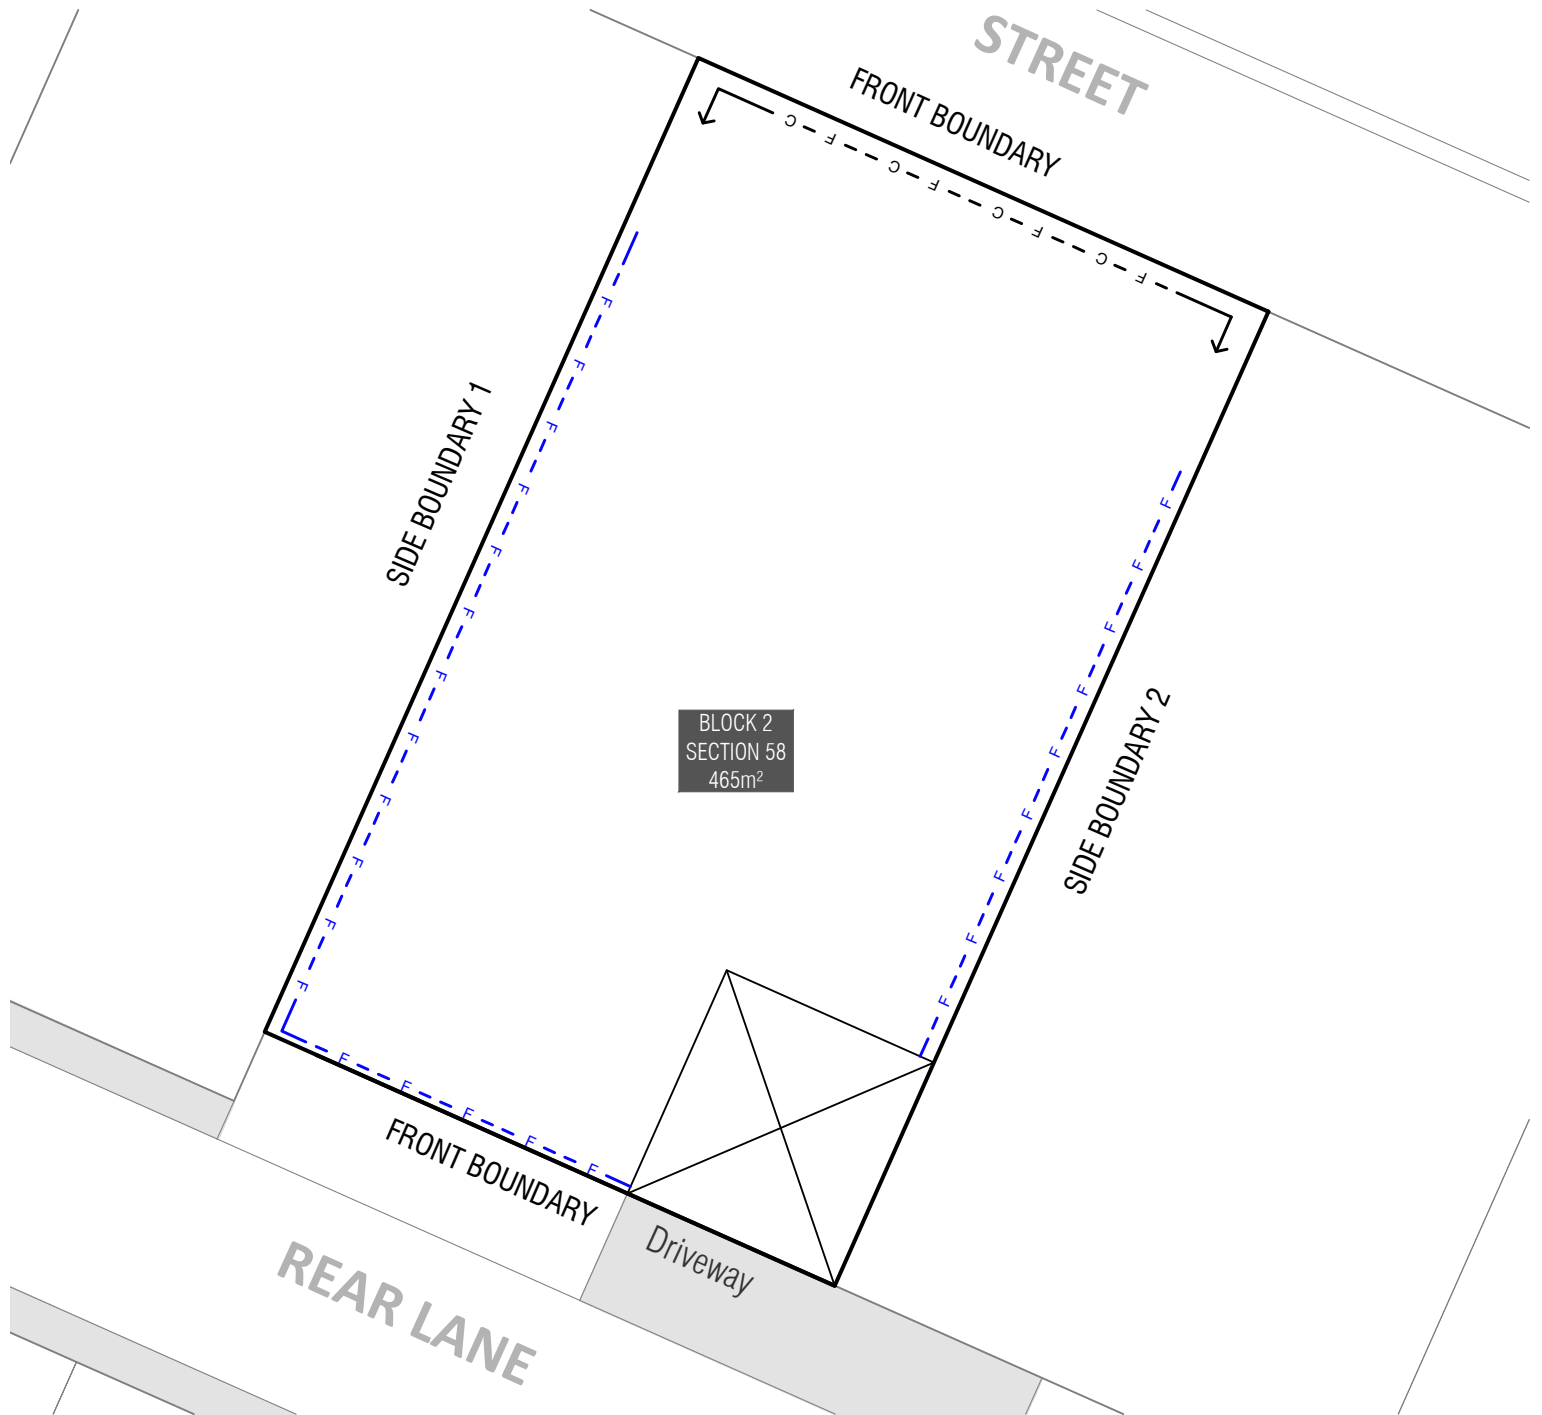 STREET
FRONT BOUNDARY
C F C F C F C F
SIDE BOUNDARY 1
F F F F F F F F F F F F
F F F F F F F F F
BLOCK 2
SECTION 58
465m²
SIDE BOUNDARY 2
F F F F F
FRONT BOUNDARY
Driveway
REAR LANE